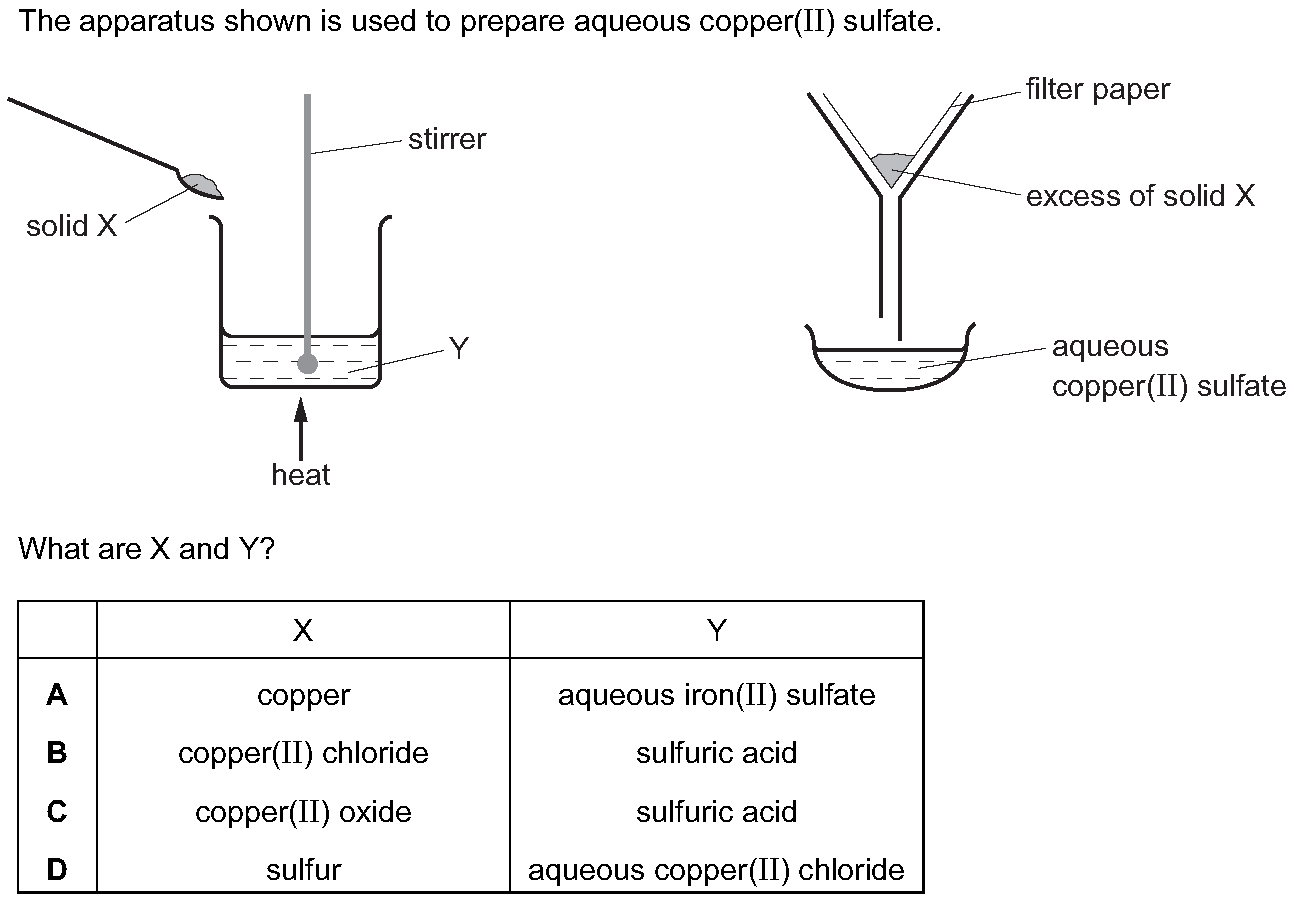 The apparatus shown is used to prepare aqueous copper(II) sulfate.
stirrer
solid X
Y
heat
filter paper
excess of solid X
aqueous
copper(II) sulfate
What are X and Y?
X Y
A copper aqueous iron(II) sulfate
B copper(II) chloride sulfuric acid
C copper(II) oxide sulfuric acid
D sulfur aqueous copper(II) chloride